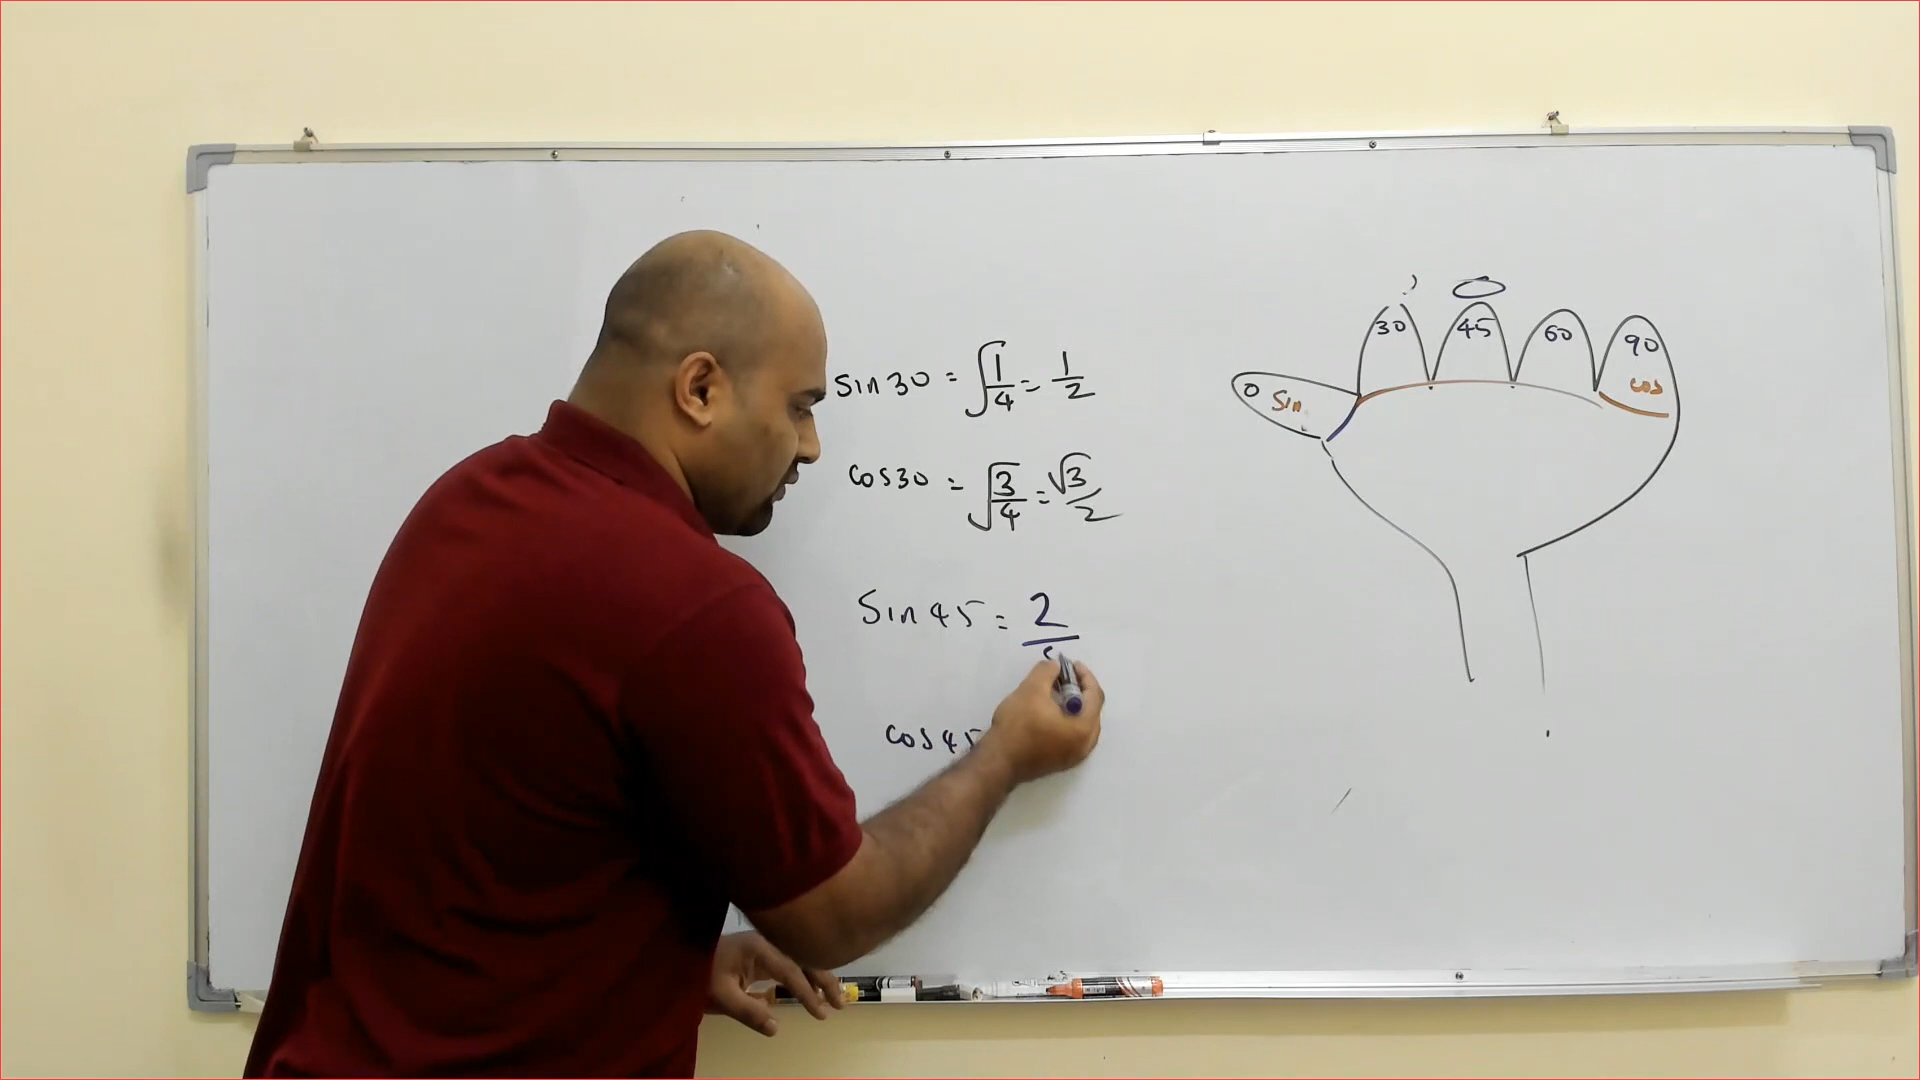 sin 30 = √1/4 = 1/2
cos 30 = √3/4 = √3/2
Sin 45 = 2
cos 45
30 45 60 90
0 Sin cos